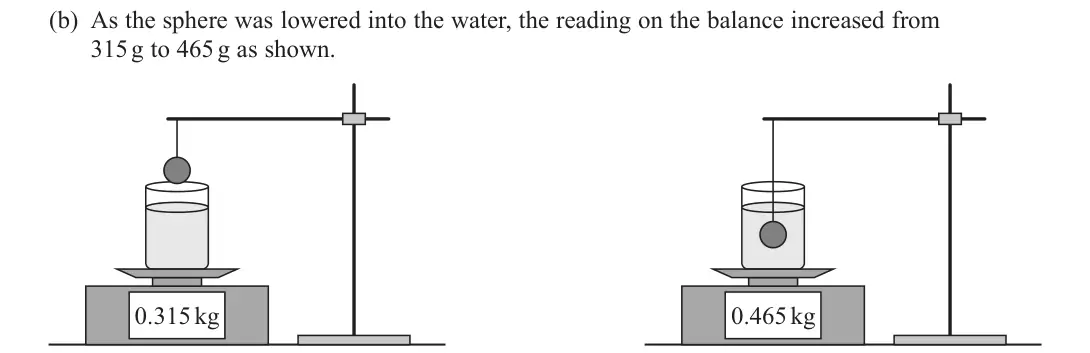 (b) As the sphere was lowered into the water, the reading on the balance increased from
315 g to 465 g as shown.
0.315 kg
0.465 kg